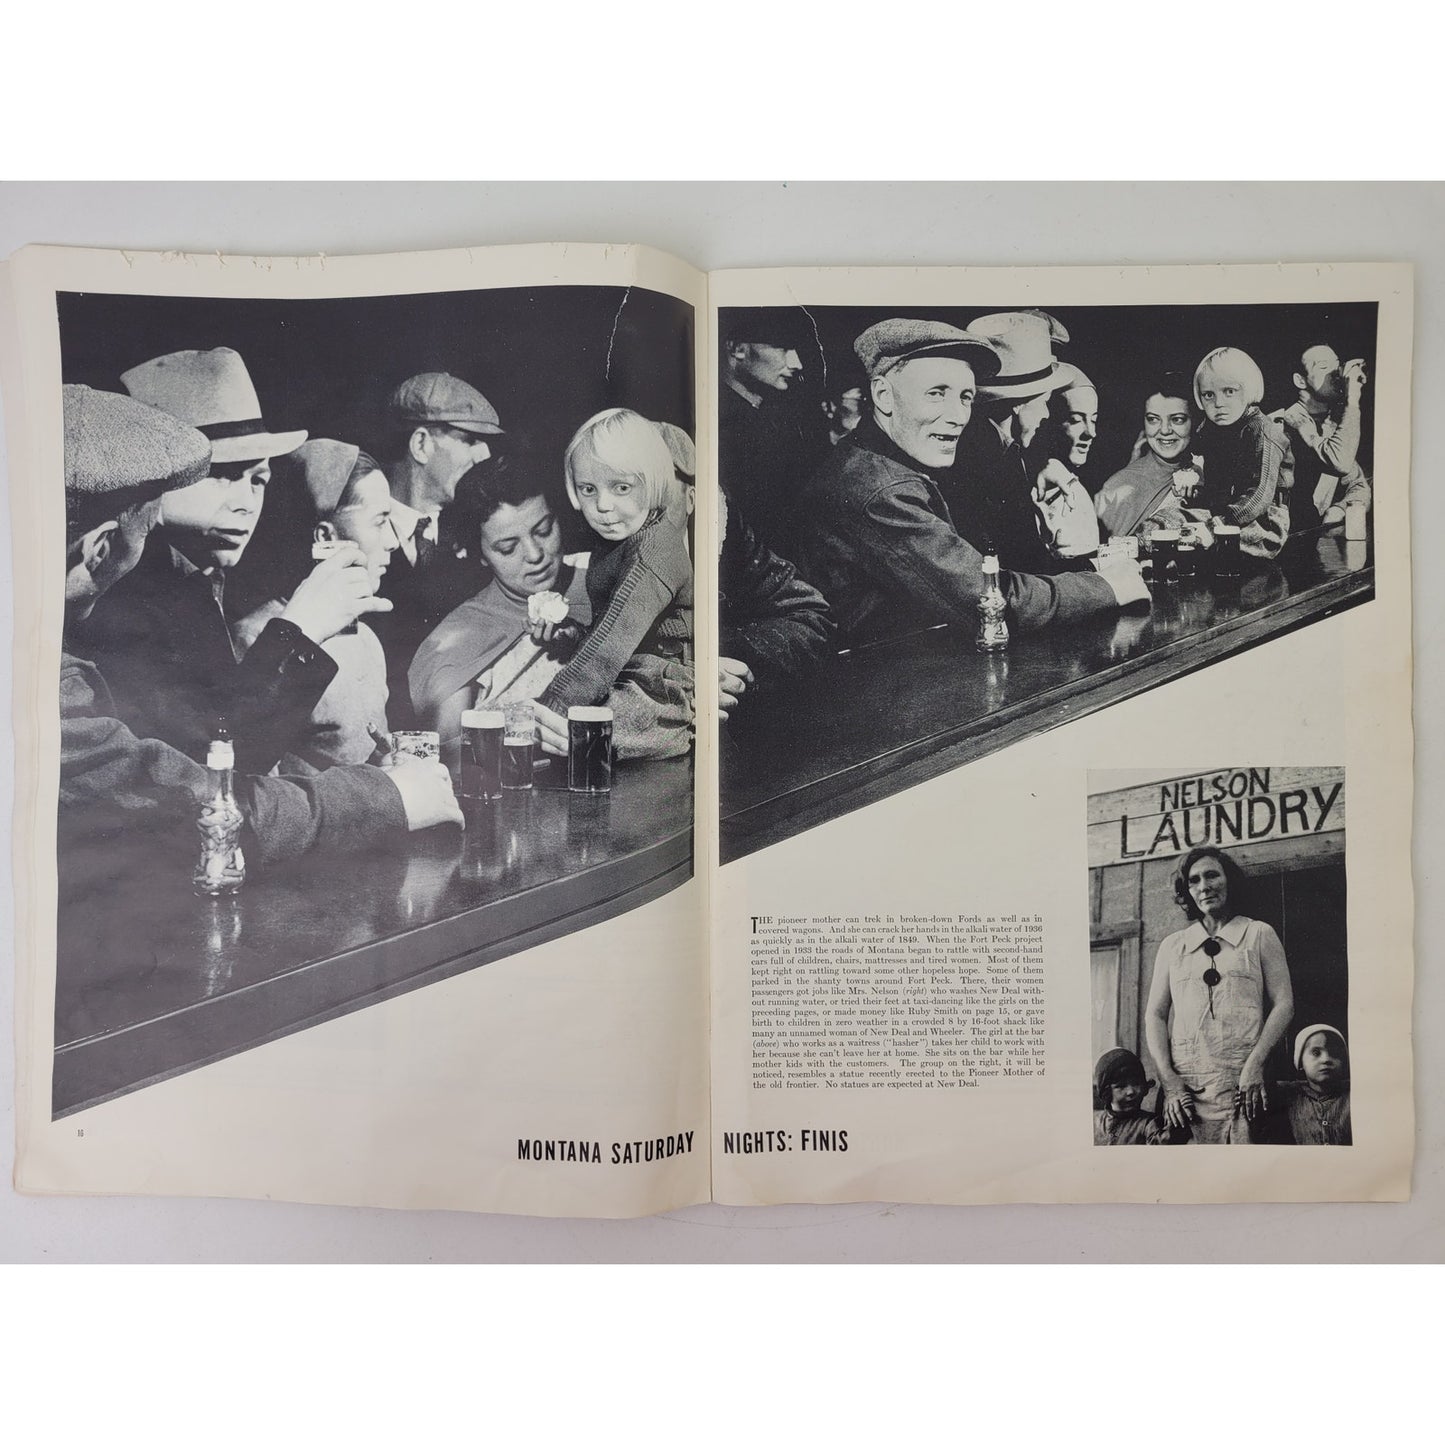 NELSON
LAUNDRY
THE pioneer mother can trek in broken-down Fords as well as in
covered wagons. And she can crack her hands in the alkali water of 1936
as quickly as in the alkali water of 1849. When the Fort Peck project
opened in 1933 the roads of Montana began to rattle with second-hand
cars full of children, chairs, mattresses and tired women. Most of them
kept right on rattling toward some other hopeless hope. Some of them
parked in the shanty towns around Fort Peck. There, their women
passengers got jobs like Mrs. Nelson (right) who washes New Deal with-
out running water, or tried their feet at taxi-dancing like the girls on the
preceding pages, or made money like Ruby Smith on page 15, or gave
birth to children in zero weather in a crowded 8 by 16-foot shack like
many an unnamed woman of New Deal and Wheeler. The girl at the bar
(above) who works as a waitress ("hasher") takes her child to work with
her because she can't leave her at home. She sits on the bar while her
mother kids with the customers. The group on the right, it will be
noticed, resembles a statue recently erected to the Pioneer Mother of
the old frontier. No statues are expected at New Deal.
16
MONTANA SATURDAY NIGHTS: FINIS